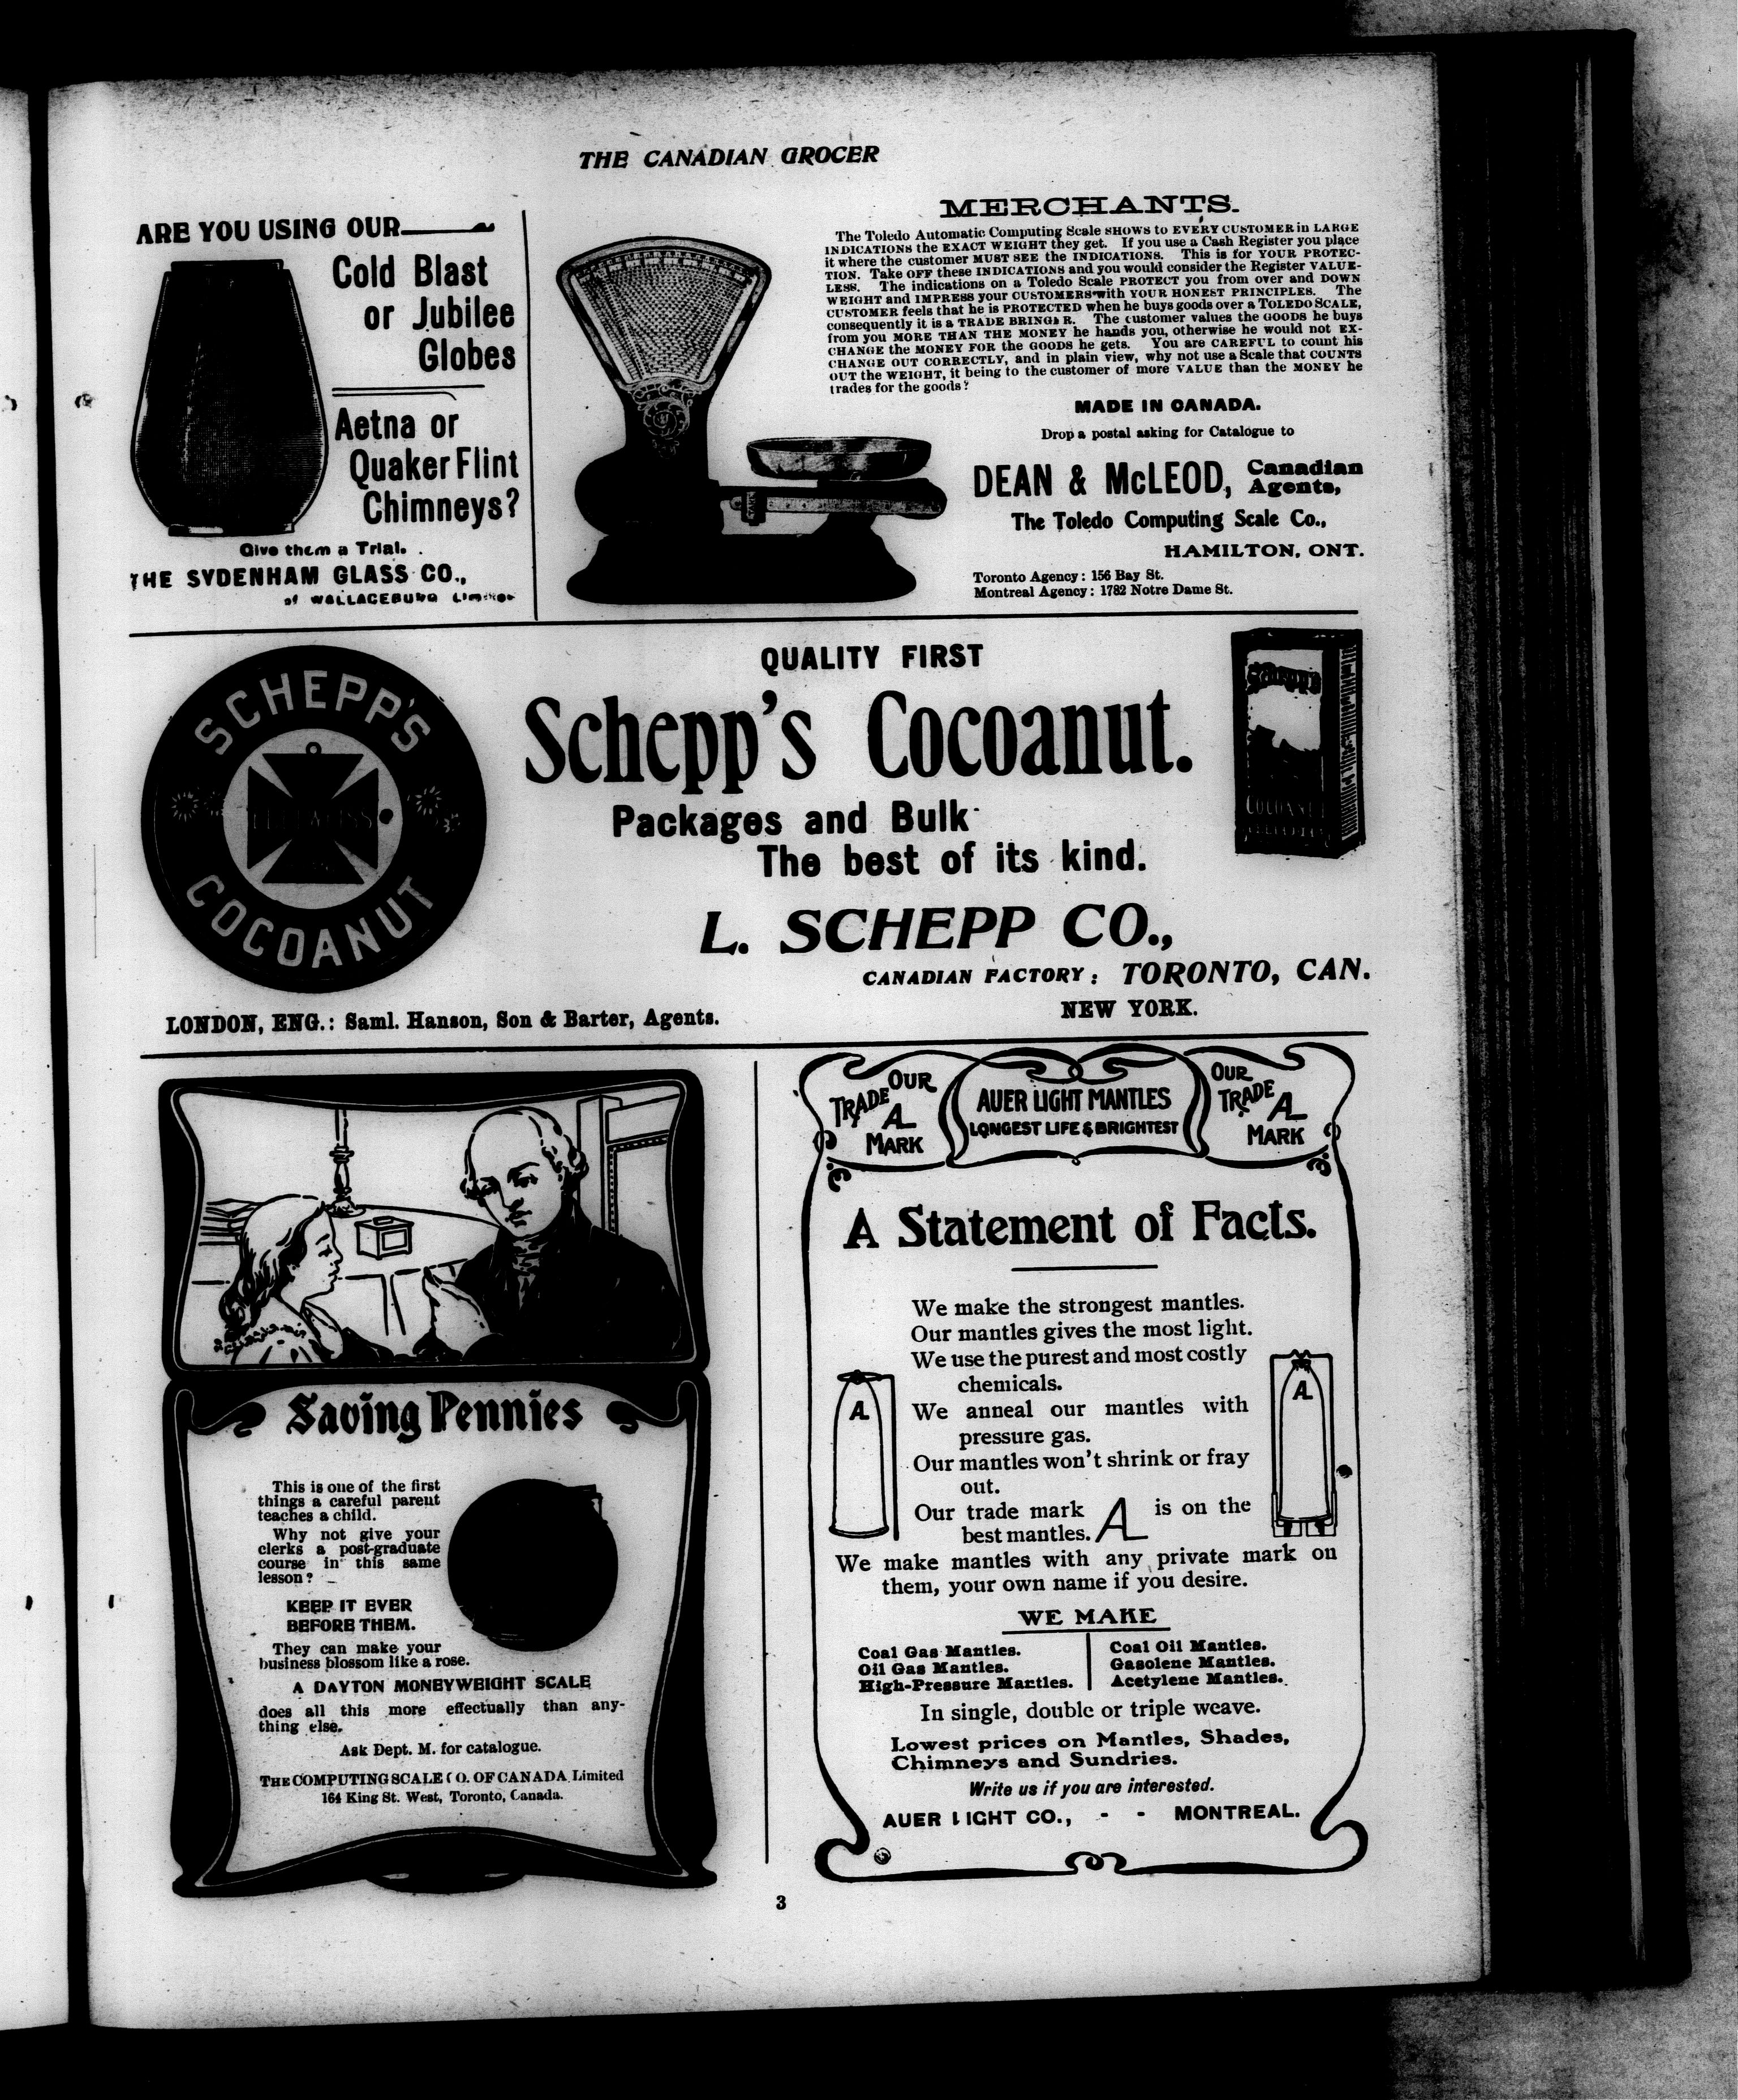 THE CANADIAN GROCER
ARE YOU USING OUR
Cold Blast
or Jubilee
Globes
Aetna or
Quaker Flint
Chimneys?
Give them a Trial.
THE SYDENHAM GLASS CO.,
of WALLACEBURG Limited
MERCHANTS.
The Toledo Automatic Computing Scale SHOWS to EVERY CUSTOMER in LARGE
INDICATIONS the EXACT WEIGHT they get. If you use a Cash Register you place
it where the customer MUST SEE the INDICATIONS. This is for YOUR PROTEC-
TION. Take OFF these INDICATIONS and you would consider the Register VALUE-
LESS. The indications on a Toledo Scale PROTECT you from over and DOWN
WEIGHT and IMPRESS your CUSTOMERS with YOUR HONEST PRINCIPLES. The
CUSTOMER feels that he is PROTECTED when he buys goods over a TOLEDO SCALE,
consequently it is a TRADE BRINGER. The customer values the GOODS he buys
from you MORE THAN THE MONEY he hands you, otherwise he would not EX-
CHANGE the MONEY FOR the GOODS he gets. You are CAREFUL to count his
CHANGE OUT CORRECTLY, and in plain view, why not use a Scale that COUNTS
OUT the WEIGHT, it being to the customer of more VALUE than the MONEY he
trades for the goods?
MADE IN CANADA.
Drop a postal asking for Catalogue to
DEAN & McLEOD, Canadian Agents,
The Toledo Computing Scale Co.,
HAMILTON, ONT.
Toronto Agency: 156 Bay St.
Montreal Agency: 1782 Notre Dame St.
SCHEPP'S
COCOANUT
QUALITY FIRST
Schepp's Cocoanut.
Packages and Bulk
The best of its kind.
L. SCHEPP CO.,
CANADIAN FACTORY: TORONTO, CAN.
NEW YORK.
LONDON, ENG.: Saml. Hanson, Son & Barter, Agents.
Schepp's
COCOANUT
Saving Pennies
This is one of the first
things a careful parent
teaches a child.
Why not give your
clerks a post-graduate
course in this same
lesson?
KEEP IT EVER
BEFORE THEM.
They can make your
business blossom like a rose.
A DAYTON MONEYWEIGHT SCALE
does all this more effectually than any-
thing else.
Ask Dept. M. for catalogue.
THE COMPUTING SCALE CO. OF CANADA, Limited
164 King St. West, Toronto, Canada.
OUR
TRADE
AL
MARK
AUER LIGHT MANTLES
LONGEST LIFE & BRIGHTEST
OUR
TRADE
AL
MARK
A Statement of Facts.
We make the strongest mantles.
Our mantles gives the most light.
We use the purest and most costly
chemicals.
We anneal our mantles with
pressure gas.
Our mantles won't shrink or fray
out.
Our trade mark AL is on the
best mantles.
AL
AL
We make mantles with any private mark on
them, your own name if you desire.
WE MAKE
Coal Gas Mantles.
Oil Gas Mantles.
High-Pressure Mantles.
Coal Oil Mantles.
Gasolene Mantles.
Acetylene Mantles.
In single, double or triple weave.
Lowest prices on Mantles, Shades,
Chimneys and Sundries.
Write us if you are interested.
AUER LIGHT CO., - - MONTREAL.
3